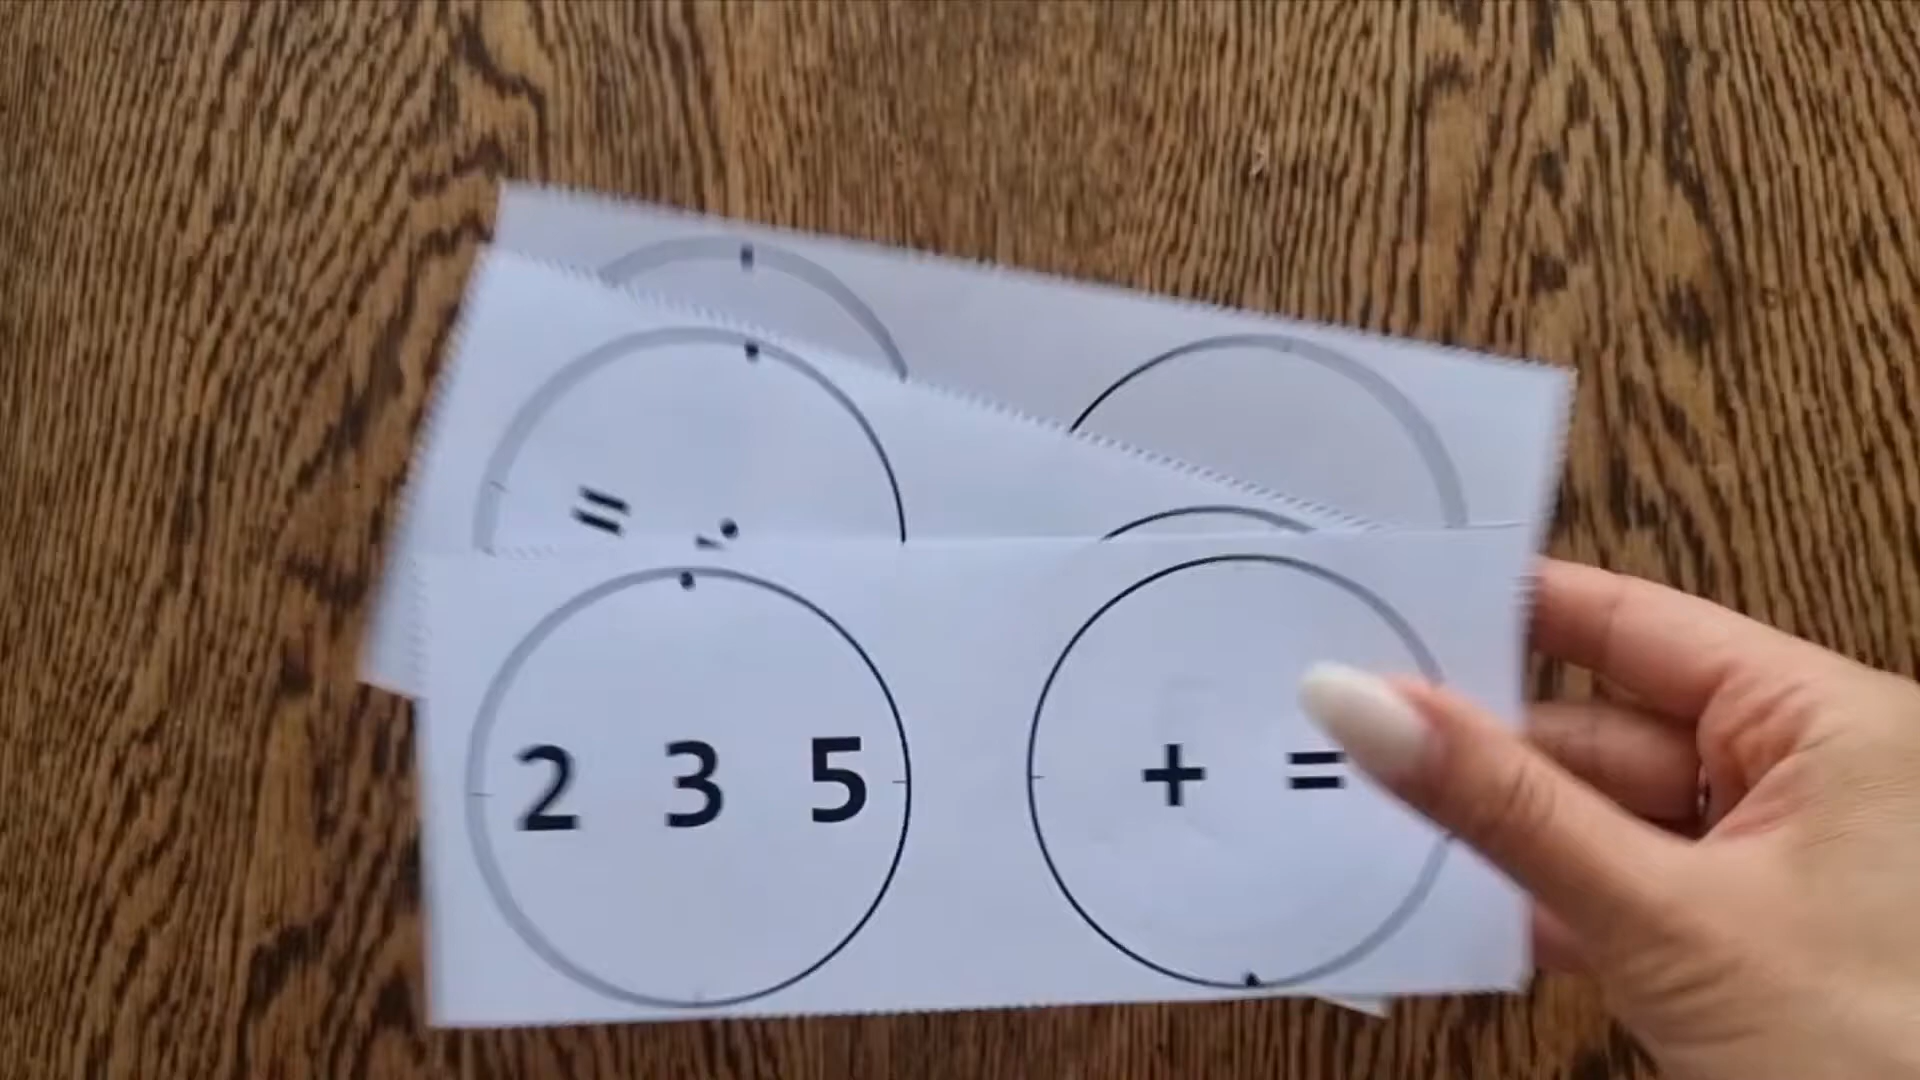 =
2 3 5
+ =